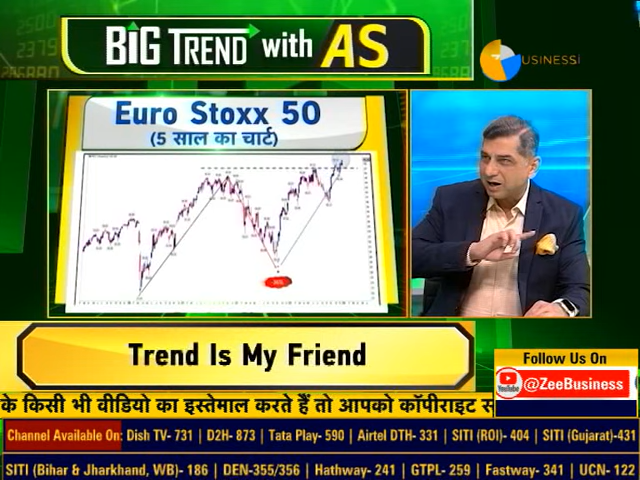 BIG TREND with AS
USINESS
Euro Stoxx 50
(5 साल का चार्ट)
Trend Is My Friend
Follow Us On
YouTube @ZeeBusiness
के किसी भी वीडियो का इस्तेमाल करते हैं तो आपको कॉपीराइट स
Channel Available On: Dish TV- 731 | D2H- 873 | Tata Play- 590 | Airtel DTH- 331 | SITI (ROI)- 404 | SITI (Gujarat)-431
SITI (Bihar & Jharkhand, WB)- 186 | DEN-355/356 | Hathway- 241 | GTPL- 259 | Fastway- 341 | UCN- 122